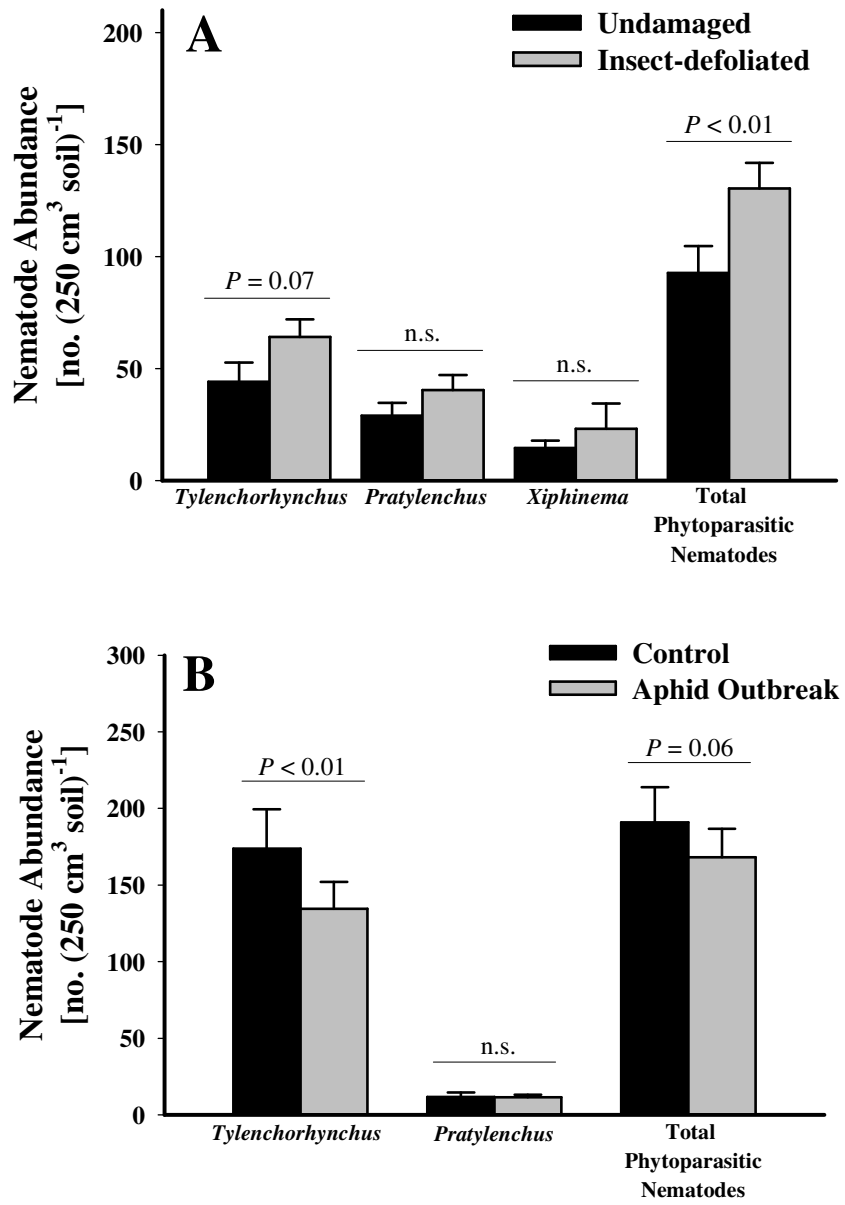 A
Undamaged
Insect-defoliated
Nematode Abundance
[no. (250 cm³ soil)⁻¹]
200
150
100
50
0
P = 0.07
n.s.
n.s.
P < 0.01
Tylenchorhynchus
Pratylenchus
Xiphinema
Total
Phytoparasitic
Nematodes
B
Control
Aphid Outbreak
Nematode Abundance
[no. (250 cm³ soil)⁻¹]
300
250
200
150
100
50
0
P < 0.01
n.s.
P = 0.06
Tylenchorhynchus
Pratylenchus
Total
Phytoparasitic
Nematodes